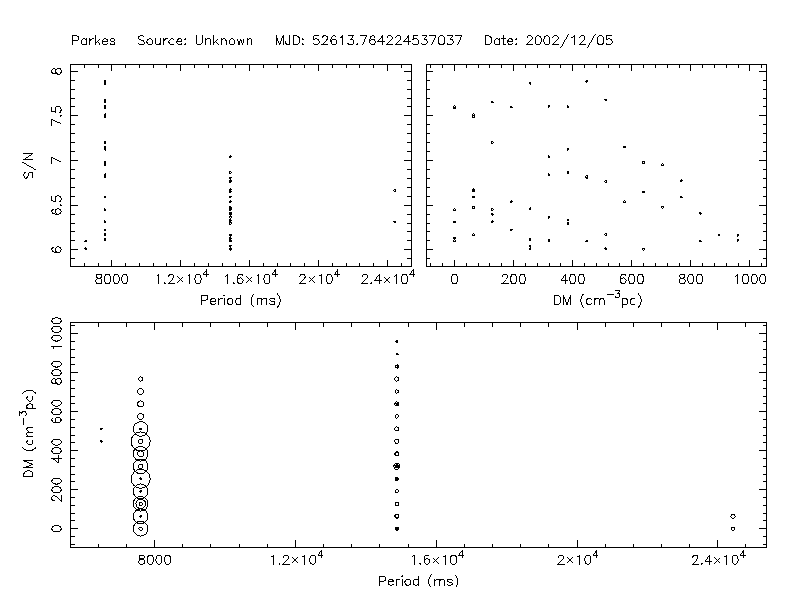 Parkes Source: Unknown MJD: 52613.764224537037 Date: 2002/12/05
S/N
8
7.5
7
6.5
6
8000 1.2×10⁴ 1.6×10⁴ 2×10⁴ 2.4×10⁴
Period (ms)
0 200 400 600 800 1000
DM (cm⁻³pc)
DM (cm⁻³pc)
1000
800
600
400
200
0
8000 1.2×10⁴ 1.6×10⁴ 2×10⁴ 2.4×10⁴
Period (ms)